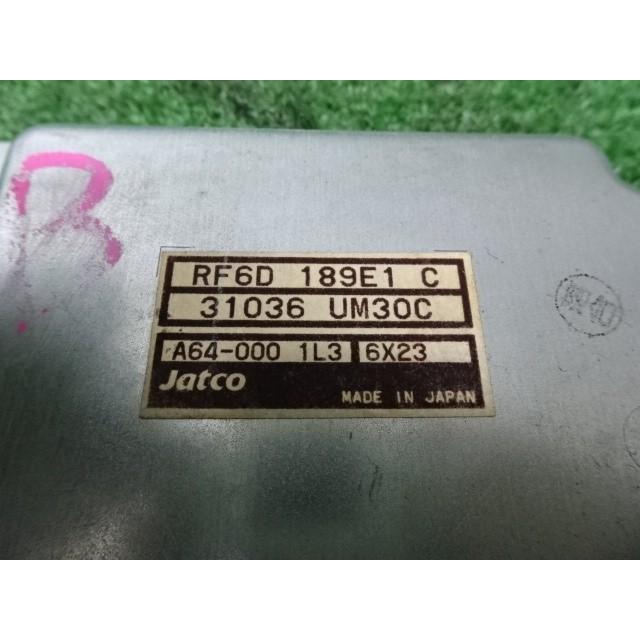 R
RF6D 189E1 C
31036 UM30C
A64-000 1L3 6X23
Jatco
MADE IN JAPAN